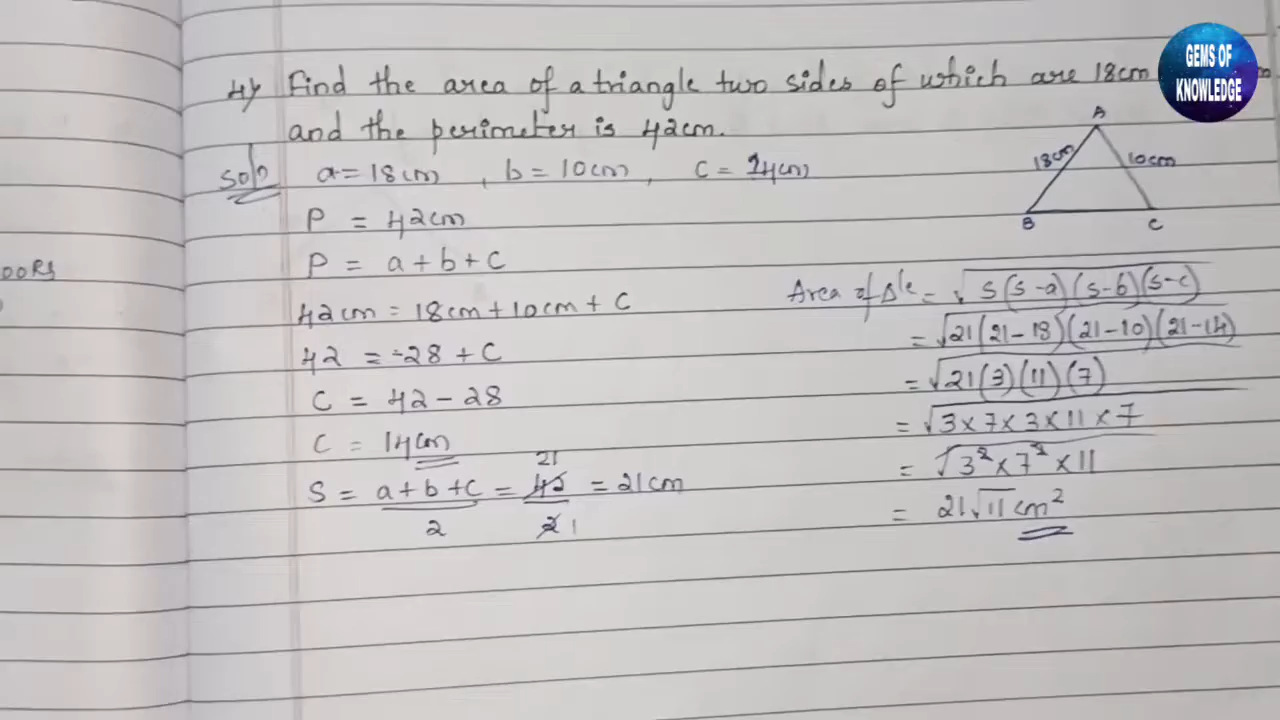 4) Find the area of a triangle two sides of which are 18cm
and the perimeter is 42cm.
Soln a = 18cm , b = 10cm , c = 14cm
P = 42cm
P = a + b + c
42cm = 18cm + 10cm + c
42 = 28 + c
c = 42 - 28
c = 14cm
S = a + b + c / 2 = 42 / 2 = 21cm
21
1
A
18cm
10cm
B
C
Area of Δle = √S(S-a)(S-b)(S-c)
= √21(21-18)(21-10)(21-14)
= √21(3)(11)(7)
= √3×7×3×11×7
= √3²×7²×11
= 21√11 cm²
OORS
GEMS OF
KNOWLEDGE